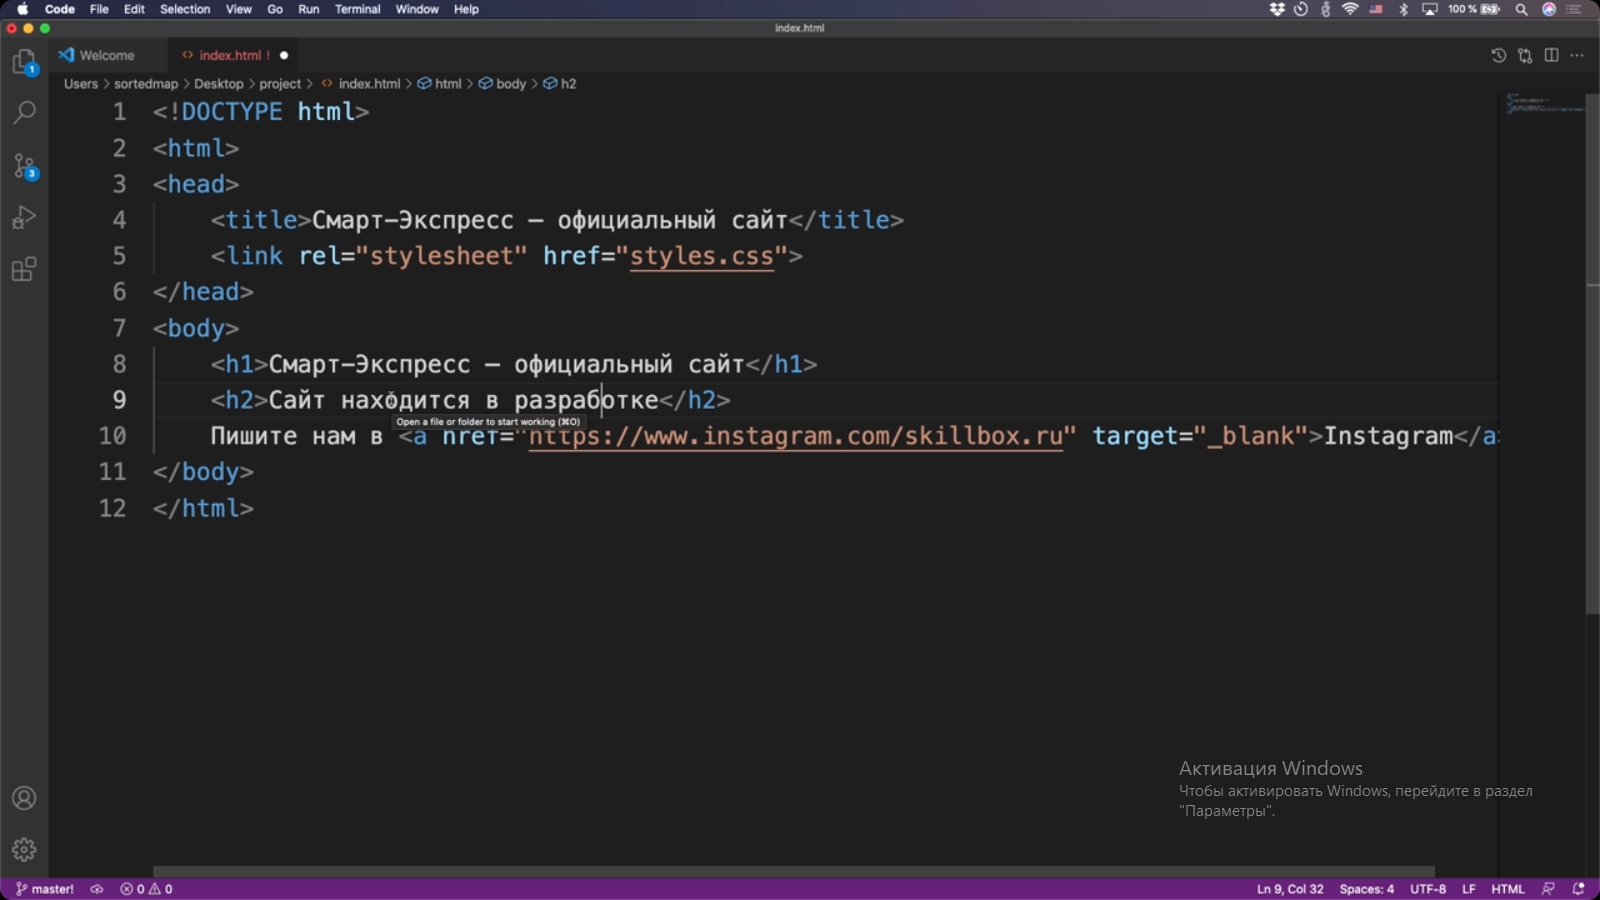 Code File Edit Selection View Go Run Terminal Window Help 100 %
index.html
Welcome index.html !
Users > sortedmap > Desktop > project > index.html > html > body > h2
1 <!DOCTYPE html>
2 <html>
3 <head>
4 <title>Смарт-Экспресс — официальный сайт</title>
5 <link rel="stylesheet" href="styles.css">
6 </head>
7 <body>
8 <h1>Смарт-Экспресс — официальный сайт</h1>
9 <h2>Сайт находится в разработке</h2>
Open a file or folder to start working (⌘O)
10 Пишите нам в <a href="https://www.instagram.com/skillbox.ru" target="_blank">Instagram</a>
11 </body>
12 </html>
1
3
Активация Windows
Чтобы активировать Windows, перейдите в раздел
"Параметры".
master! 0 0 Ln 9, Col 32 Spaces: 4 UTF-8 LF HTML